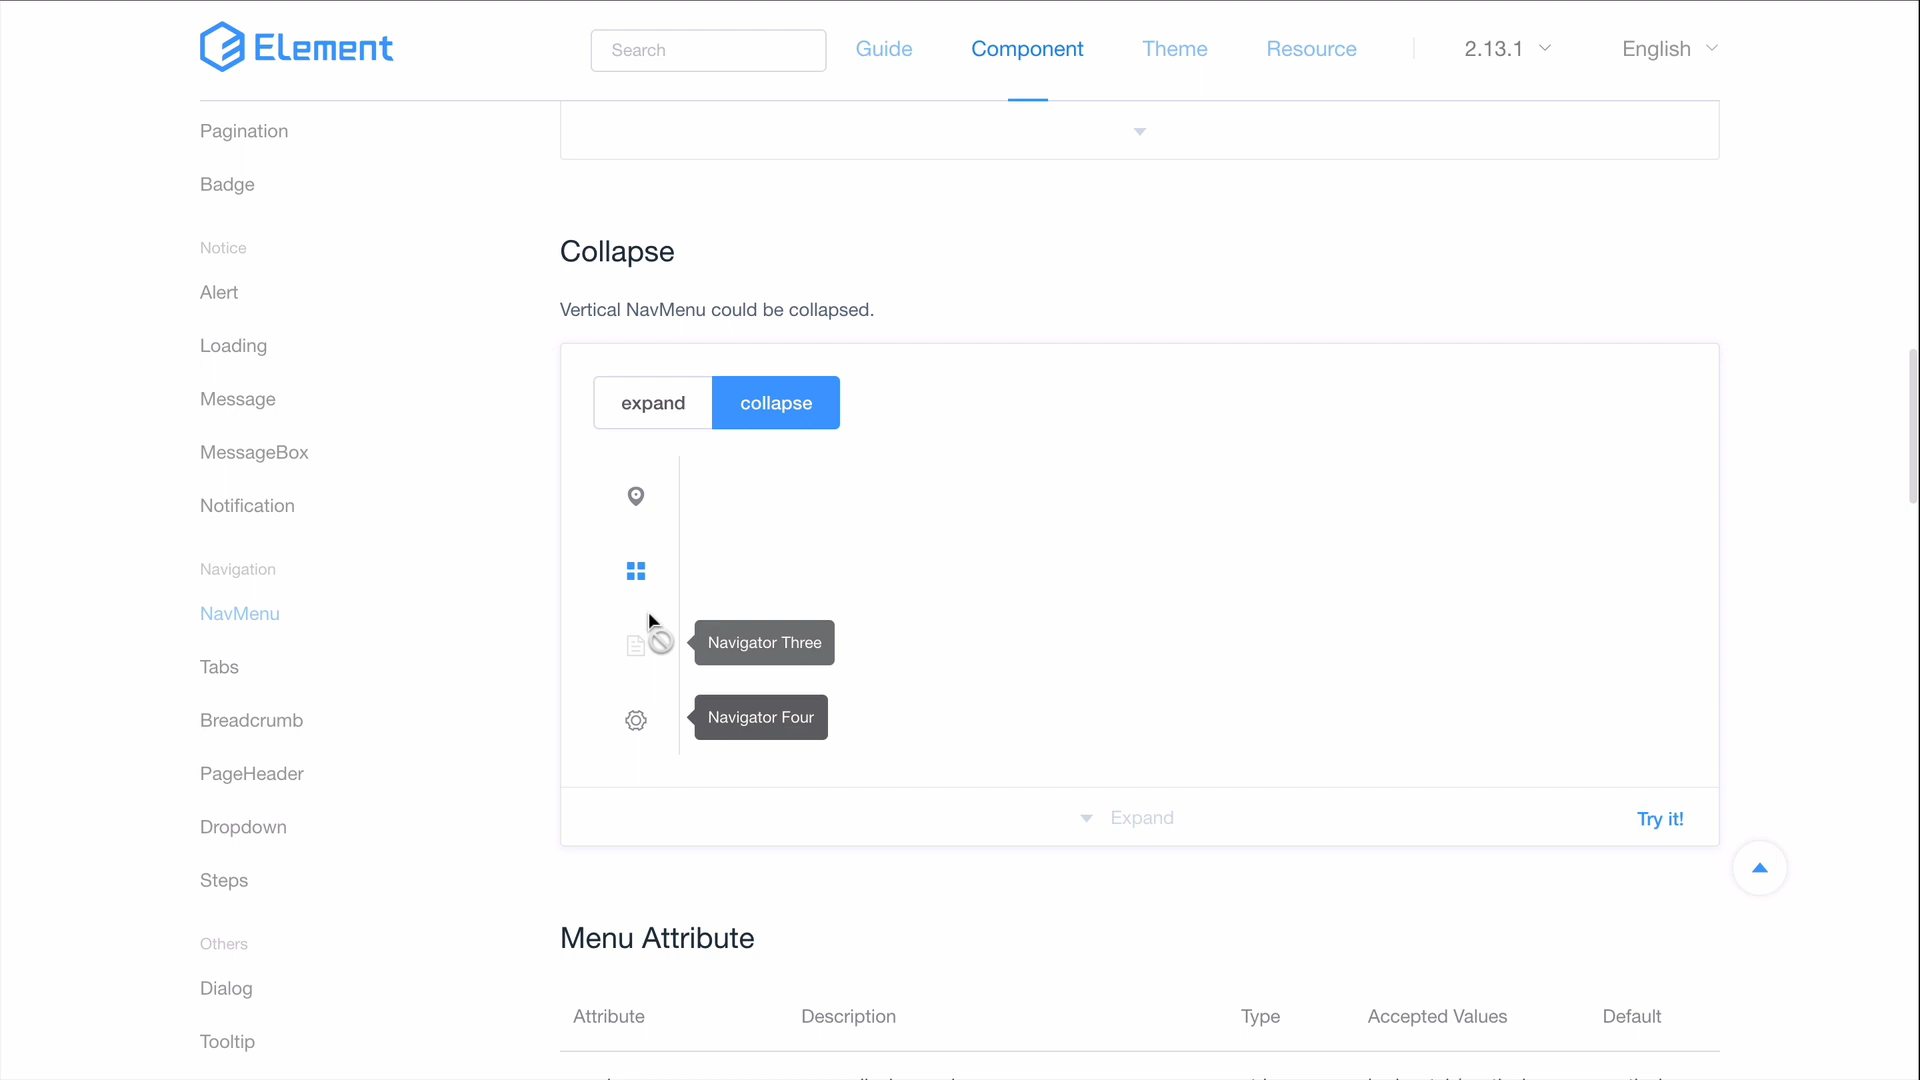 Element
Search
Guide
Component
Theme
Resource
2.13.1
English
Pagination
Badge
Notice
Alert
Loading
Message
MessageBox
Notification
Navigation
NavMenu
Tabs
Breadcrumb
PageHeader
Dropdown
Steps
Others
Dialog
Tooltip
Collapse
Vertical NavMenu could be collapsed.
expand
collapse
Navigator Three
Navigator Four
Expand
Try it!
Menu Attribute
Attribute
Description
Type
Accepted Values
Default